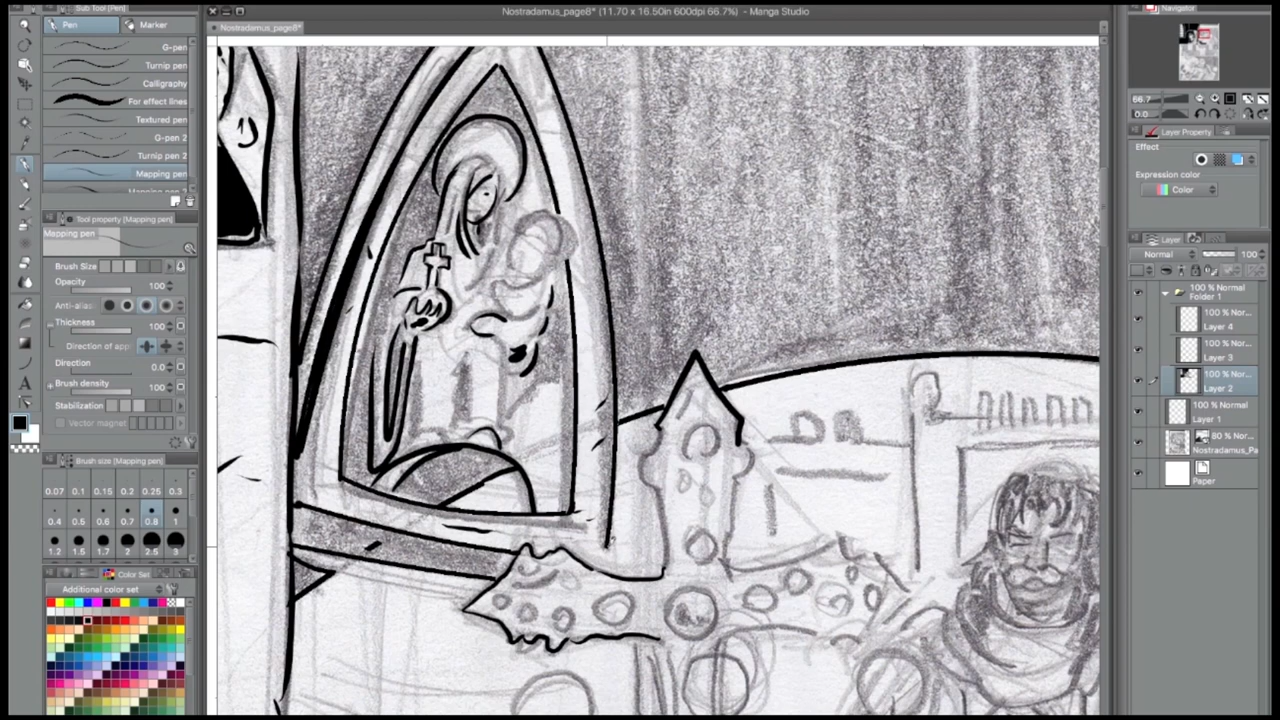 Sub Tool [Pen]
Nostradamus_page8* (11.70 x 16.50in 600dpi 66.7%) - Manga Studio
Navigator
Pen
Marker
Nostradamus_page8*
G-pen
Turnip pen
Calligraphy
For effect lines
Textured pen
G-pen 2
Turnip pen 2
Mapping pen
Tool property [Mapping pen]
Mapping pen
Brush Size
Opacity 100
Anti-alias
Thickness 100
Direction of app
Direction 0.0
Brush density 100
Stabilization
Vector magnet
Brush size [Mapping pen]
0.07 0.1 0.15 0.2 0.25 0.3
0.4 0.5 0.6 0.7 0.8 1
1.2 1.5 1.7 2 2.5 3
Color Set
Additional color set
66.7
0.0
Layer Property
Effect
Expression color
Color
Layer
Normal 100
100 % Normal
Folder 1
100 % Nor...
Layer 4
100 % Nor...
Layer 3
100 % Nor...
Layer 2
100 % Normal
Layer 1
80 % Nor...
Nostradamus_Pa
Paper